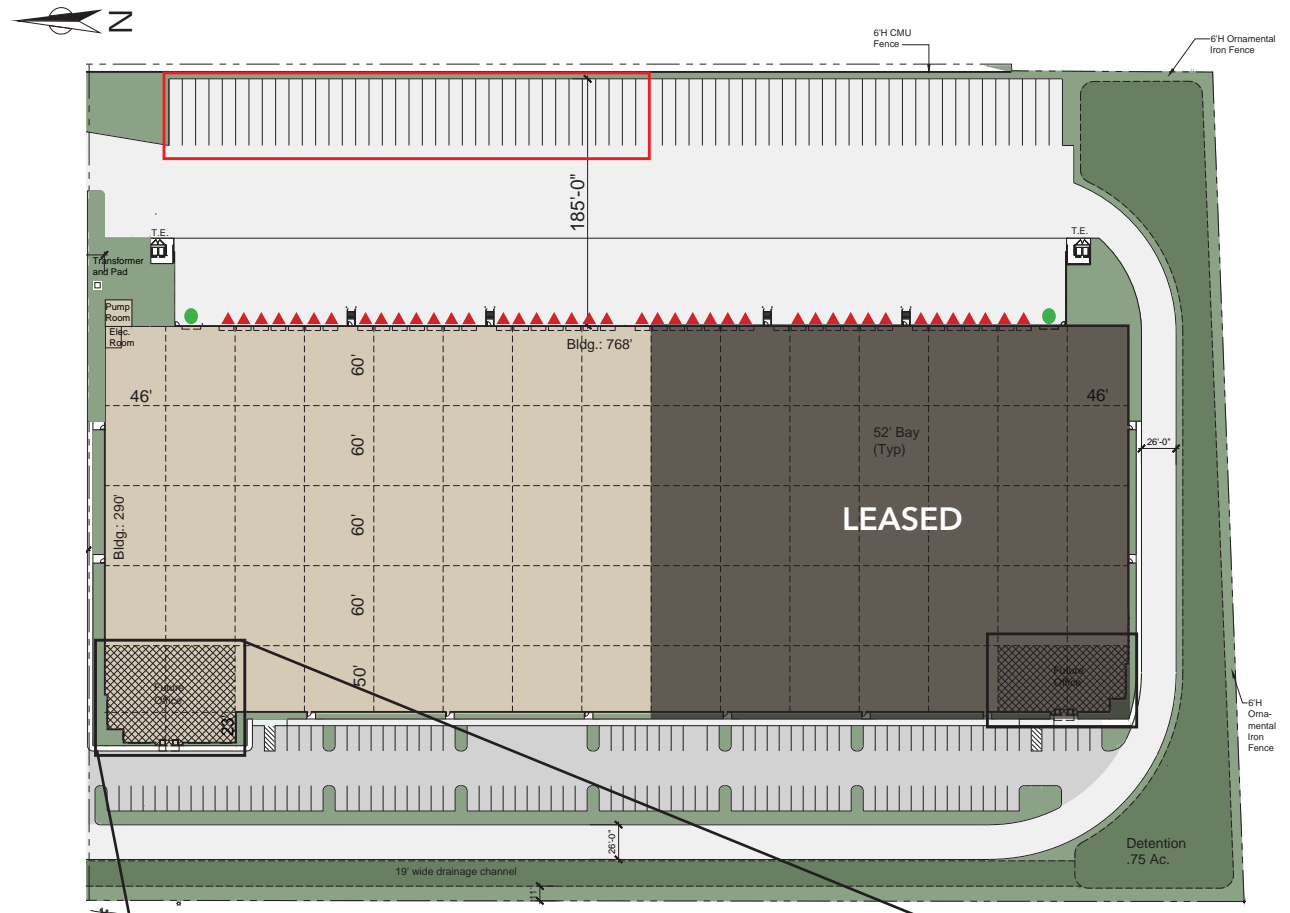 N
6'H CMU
Fence
6'H Ornamental
Iron Fence
185'-0"
T.E.
T.E.
Transformer
and Pad
Pump
Room
Elec.
Room
Bldg.: 768'
60'
46'
46'
52' Bay
(Typ)
60'
26'-0"
Bldg.: 290'
60'
LEASED
60'
50'
Future
Office
23'
Future
Office
6'H
Orna-
mental
Iron
Fence
26'-0"
Detention
.75 Ac.
19' wide drainage channel
11'